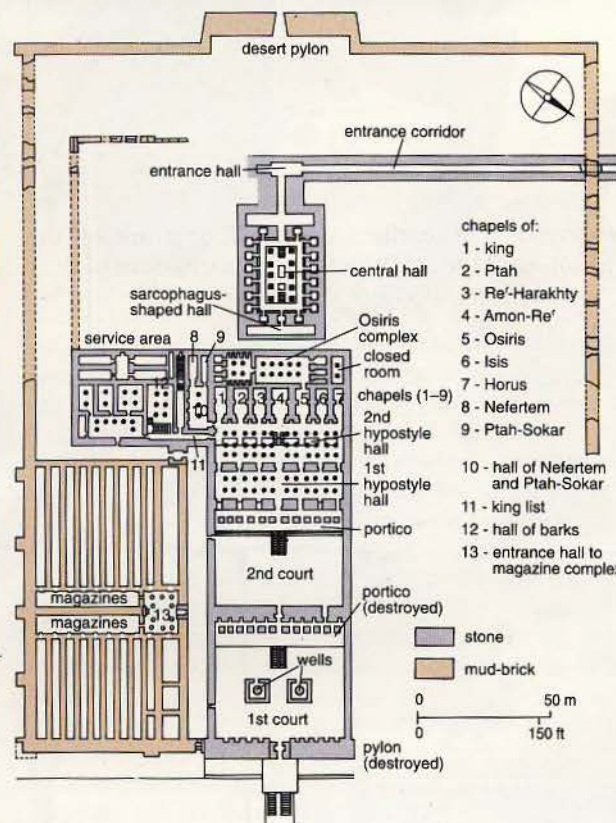 desert pylon
entrance corridor
entrance hall
central hall
sarcophagus-
shaped hall
Osiris
complex
service area
8
9
closed
room
12
10
1 2 3 4 5 6 7
chapels (1–9)
2nd
hypostyle
hall
11
1st
hypostyle
hall
portico
2nd court
portico
(destroyed)
magazines
magazines
13
wells
1st court
pylon
(destroyed)
chapels of:
1 - king
2 - Ptah
3 - Reʿ-Harakhty
4 - Amon-Reʿ
5 - Osiris
6 - Isis
7 - Horus
8 - Nefertem
9 - Ptah-Sokar
10 - hall of Nefertem
and Ptah-Sokar
11 - king list
12 - hall of barks
13 - entrance hall to
magazine complex
stone
mud-brick
0 50 m
0 150 ft